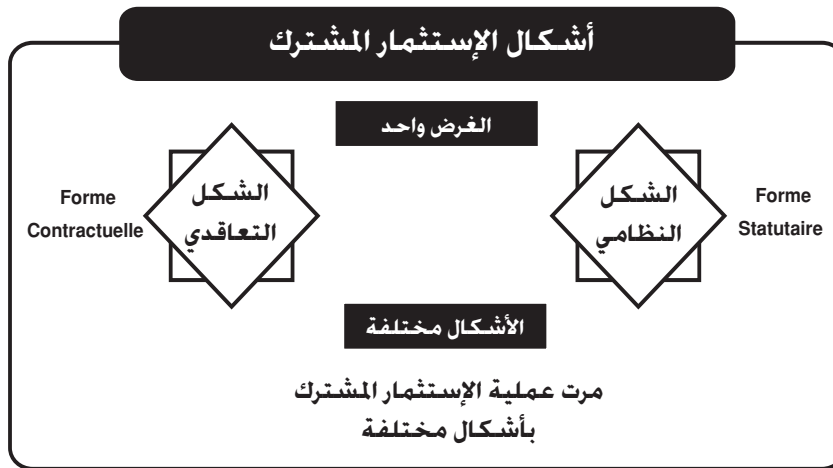 أشكال الإستثمار المشترك
الغرض واحد
Forme
Statutaire
الشكل
النظامي
الشكل
التعاقدي
Forme
Contractuelle
الأشكال مختلفة
مرت عملية الإستثمار المشترك
بأشكال مختلفة